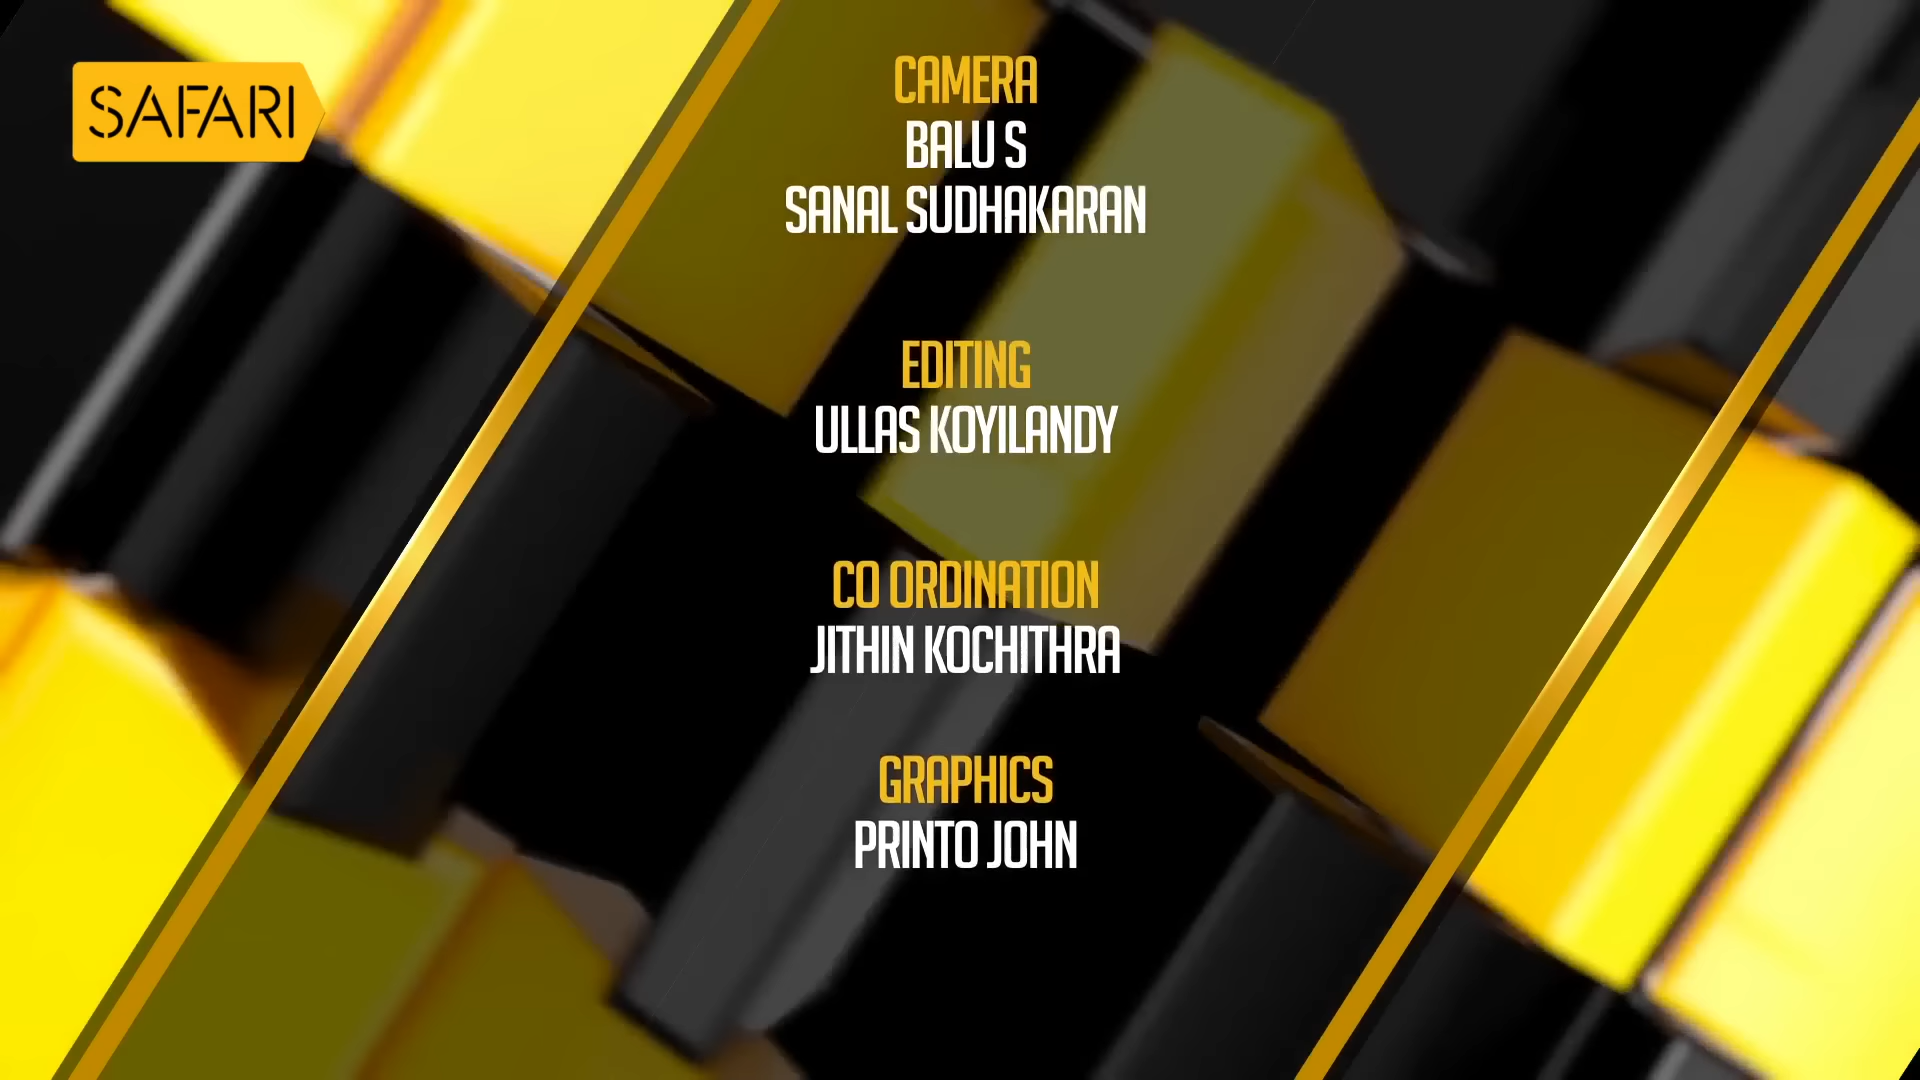 SAFARI
CAMERA
BALU S
SANAL SUDHAKARAN
EDITING
ULLAS KOYILANDY
CO ORDINATION
JITHIN KOCHITHRA
GRAPHICS
PRINTO JOHN